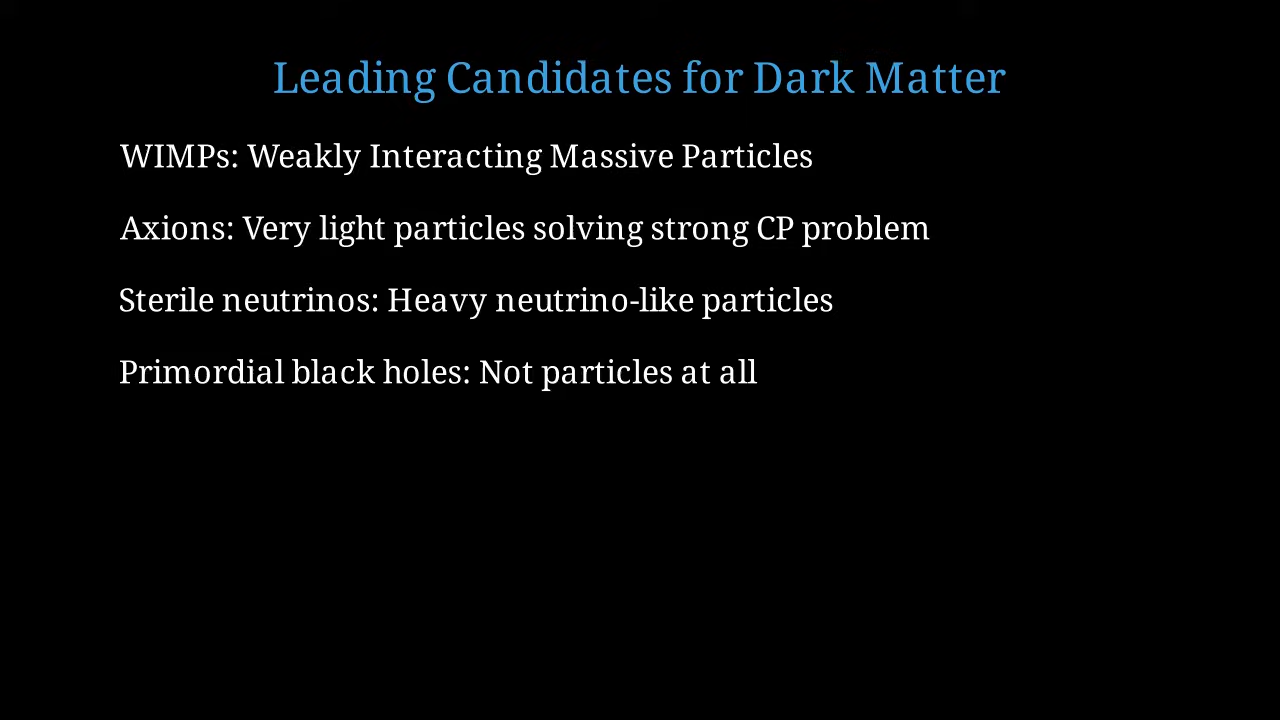 Leading Candidates for Dark Matter
WIMPs: Weakly Interacting Massive Particles
Axions: Very light particles solving strong CP problem
Sterile neutrinos: Heavy neutrino-like particles
Primordial black holes: Not particles at all